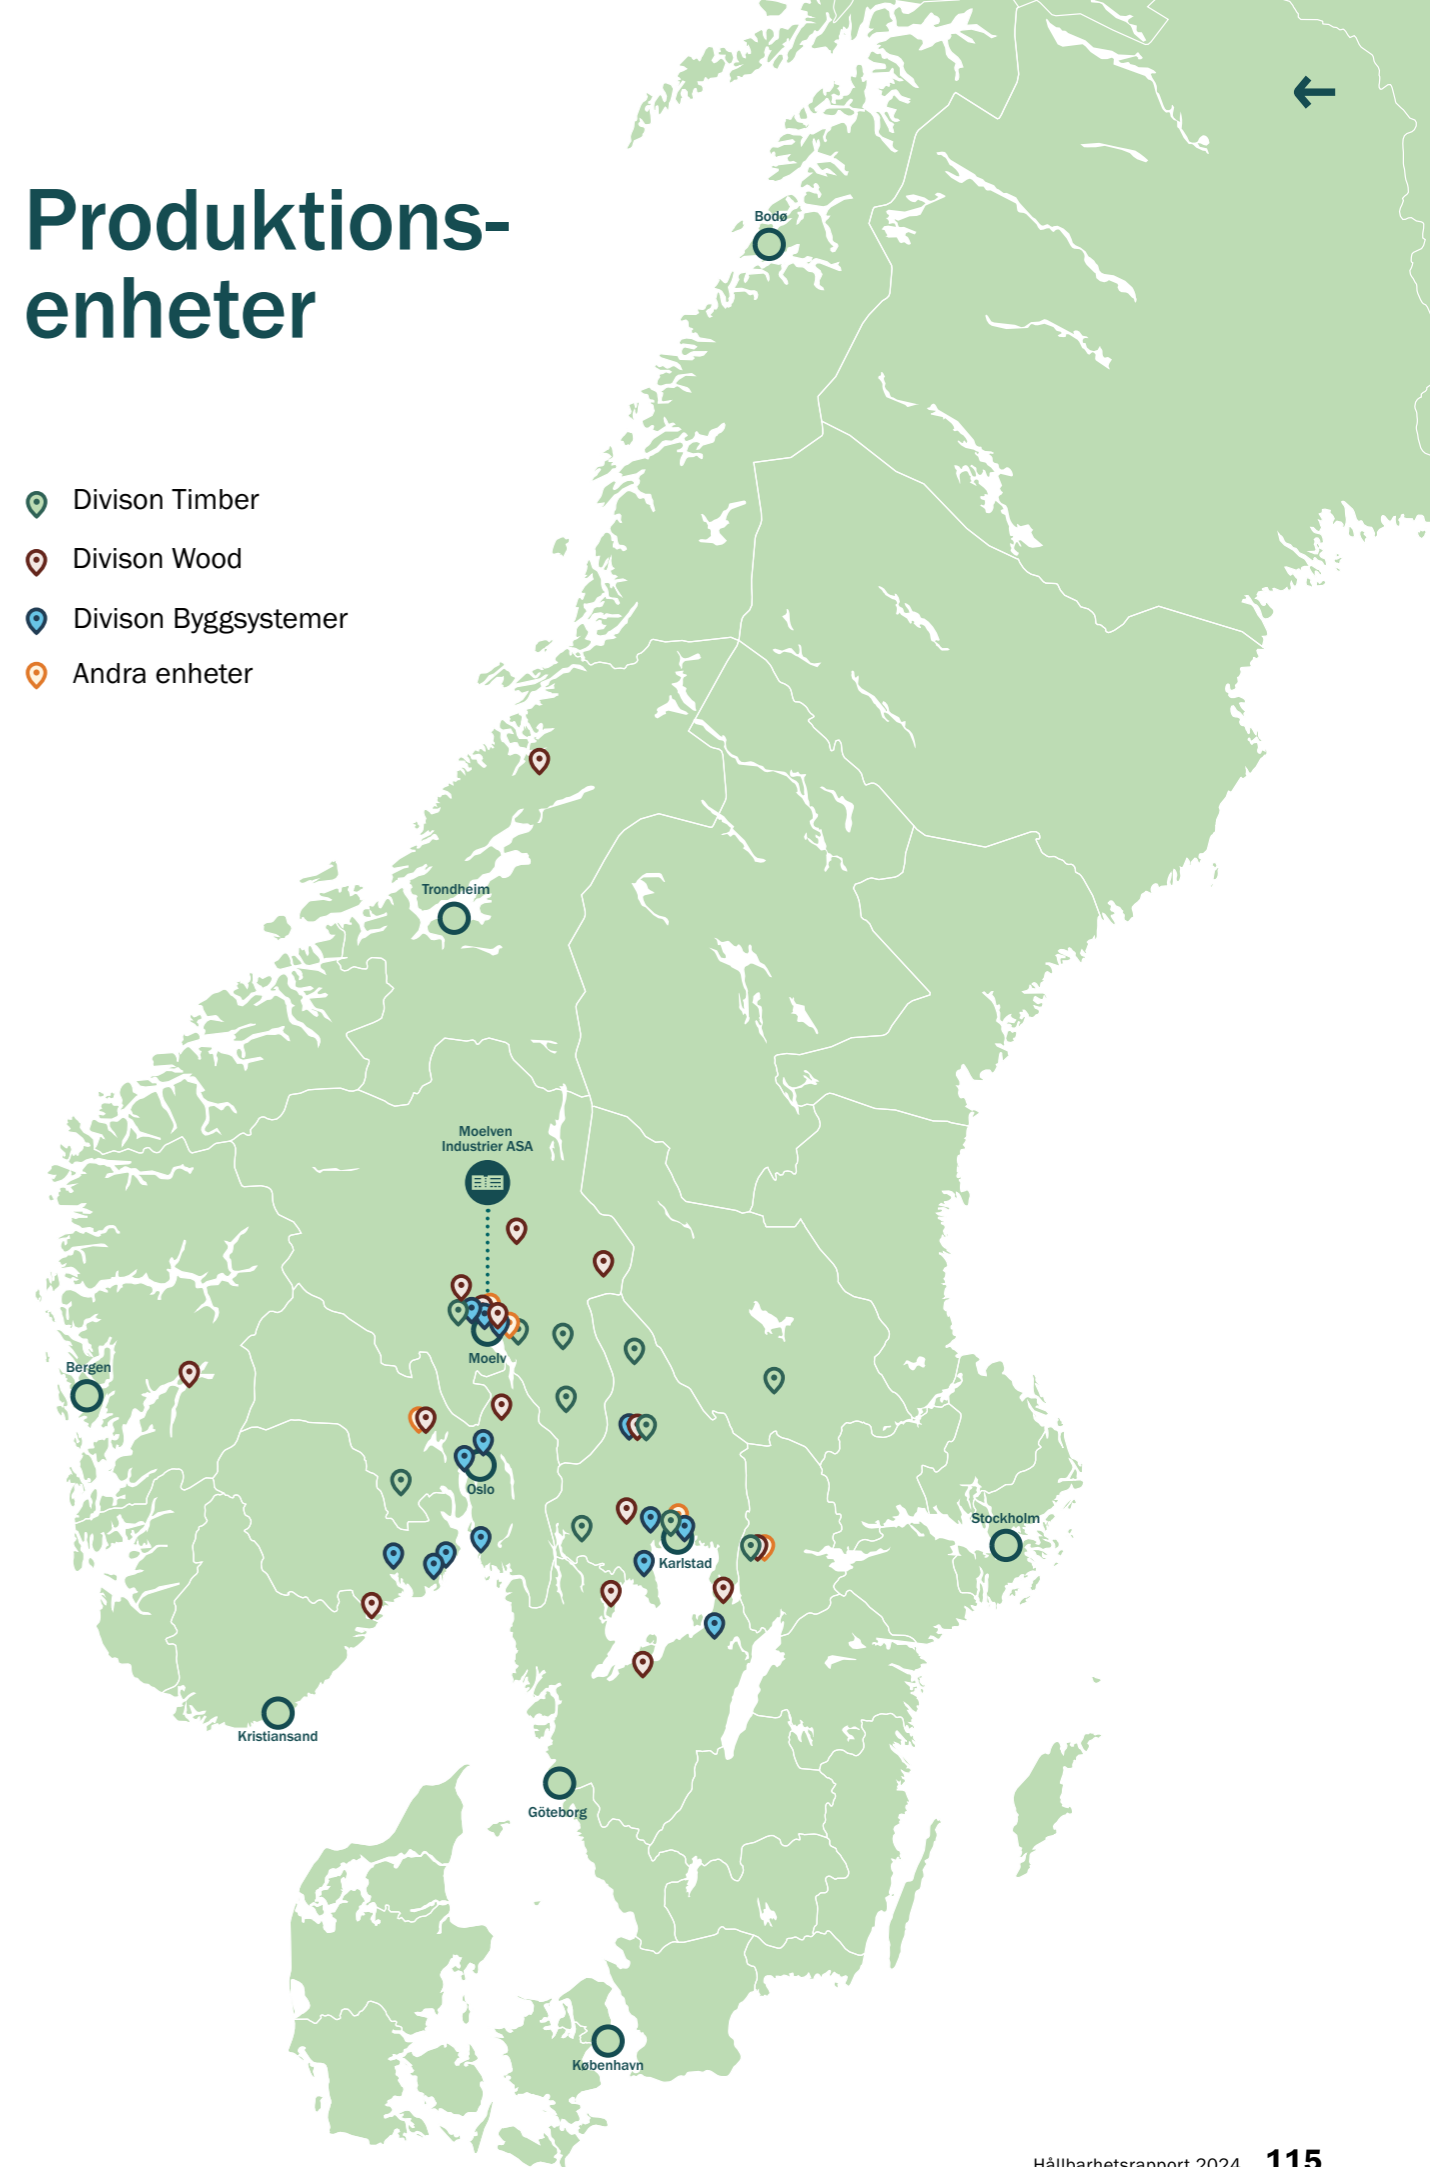 Produktions-
enheter
Divison Timber
Divison Wood
Divison Byggsystemer
Andra enheter
Bodø
Trondheim
Moelven
Industrier ASA
Moelv
Bergen
Oslo
Stockholm
Karlstad
Kristiansand
Göteborg
København
Hållbarhetsrapport 2024 115